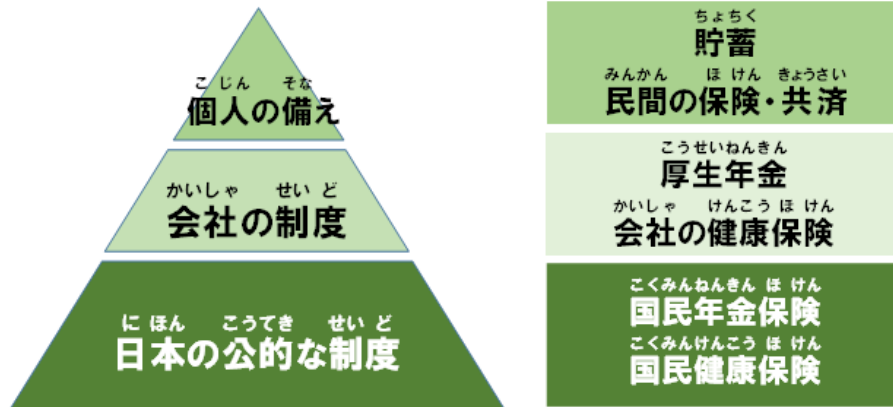 こじん そな
個人の備え
かいしゃ せいど
会社の制度
にほん こうてき せいど
日本の公的な制度
ちょちく
貯蓄
みんかん ほけん きょうさい
民間の保険・共済
こうせいねんきん
厚生年金
かいしゃ けんこうほけん
会社の健康保険
こくみんねんきんほけん
国民年金保険
こくみんけんこうほけん
国民健康保険